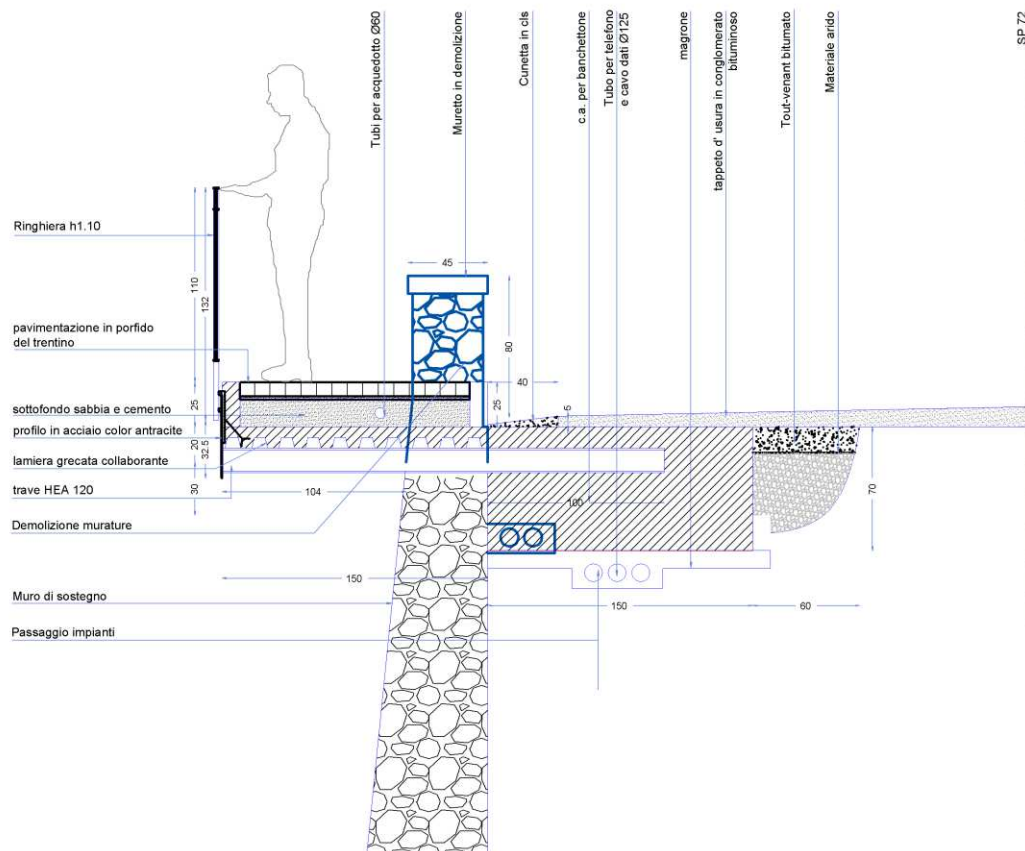 SP 72
Tubi per acquedotto Ø60
Muretto in demolizione
Cunetta in cls
c.a. per banchettone
Tubo per telefono
e cavo dati Ø125
magrone
tappeto d' usura in conglomerato
bituminoso
Tout-venant bitumato
Materiale arido
Ringhiera h1.10
pavimentazione in porfido
del trentino
sottofondo sabbia e cemento
profilo in acciaio color antracite
lamiera grecata collaborante
trave HEA 120
Demolizione murature
Muro di sostegno
Passaggio impianti
45
110
132
80
40
25
25
6
20
32.5
30
104
100
70
150
150
60